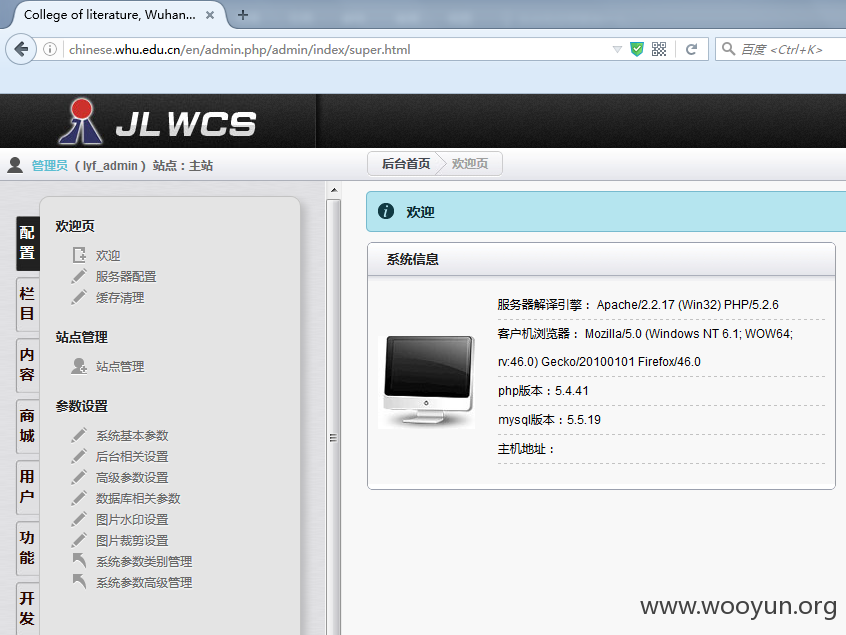 College of literature, Wuhan...
chinese.whu.edu.cn/en/admin.php/admin/index/super.html
百度 <Ctrl+K>
JLWCS
管理员 ( lyf_admin ) 站点：主站
后台首页 欢迎页
配置
栏目
内容
商城
用户
功能
开发
欢迎页
欢迎
服务器配置
缓存清理
站点管理
站点管理
参数设置
系统基本参数
后台相关设置
高级参数设置
数据库相关参数
图片水印设置
图片裁剪设置
系统参数类别管理
系统参数高级管理
欢迎
系统信息
服务器解译引擎： Apache/2.2.17 (Win32) PHP/5.2.6
客户机浏览器： Mozilla/5.0 (Windows NT 6.1; WOW64;
rv:46.0) Gecko/20100101 Firefox/46.0
php版本：5.4.41
mysql版本：5.5.19
主机地址：
www.wooyun.org